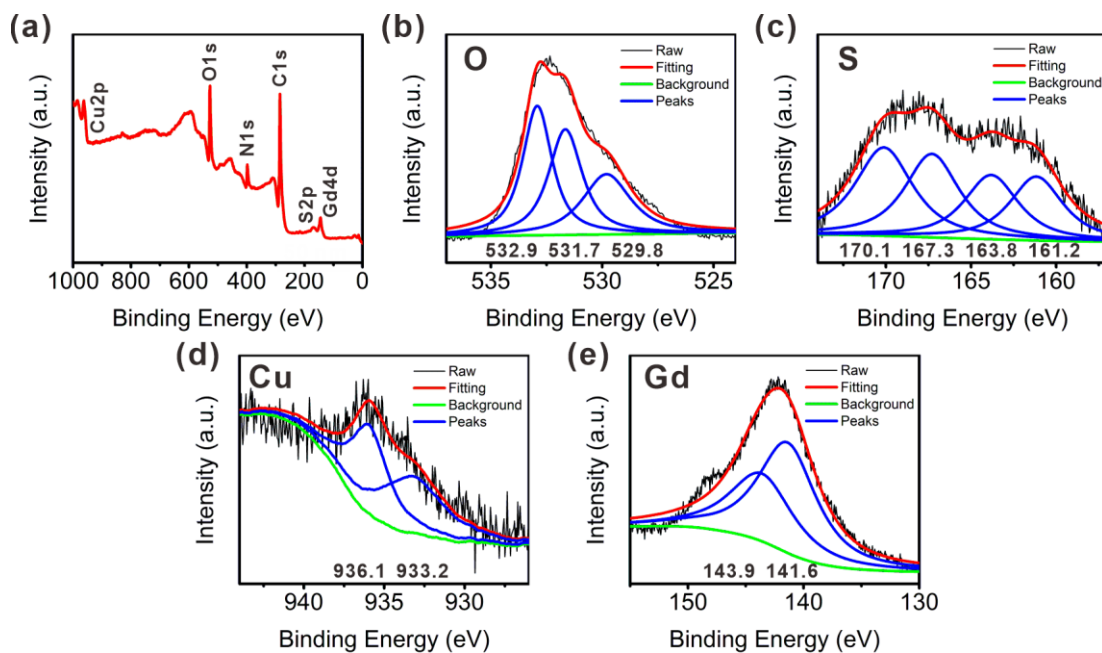 (a)
Cu2p
O1s
N1s
C1s
S2p
Gd4d
Intensity (a.u.)
1000 800 600 400 200 0
Binding Energy (eV)
(b)
O
Raw
Fitting
Background
Peaks
532.9 531.7 529.8
Intensity (a.u.)
535 530 524
Binding Energy (eV)
(c)
S
Raw
Fitting
Background
Peaks
170.1 167.3 163.8 161.2
Intensity (a.u.)
170 165 160
Binding Energy (eV)
(d)
Cu
Raw
Fitting
Background
Peaks
936.1 933.2
Intensity (a.u.)
940 935 930
Binding Energy (eV)
(e)
Gd
Raw
Fitting
Background
Peaks
143.9 141.6
Intensity (a.u.)
150 140 130
Binding Energy (eV)